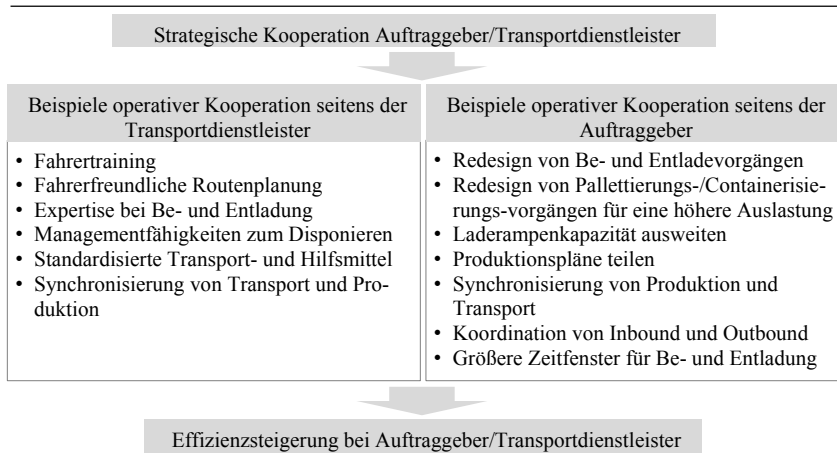 Strategische Kooperation Auftraggeber/Transportdienstleister
Beispiele operativer Kooperation seitens der
Transportdienstleister
• Fahrertraining
• Fahrerfreundliche Routenplanung
• Expertise bei Be- und Entladung
• Managementfähigkeiten zum Disponieren
• Standardisierte Transport- und Hilfsmittel
• Synchronisierung von Transport und Pro-
duktion
Beispiele operativer Kooperation seitens der
Auftraggeber
• Redesign von Be- und Entladevorgängen
• Redesign von Pallettierungs-/Containerisie-
rungs-vorgängen für eine höhere Auslastung
• Laderampenkapazität ausweiten
• Produktionspläne teilen
• Synchronisierung von Produktion und
Transport
• Koordination von Inbound und Outbound
• Größere Zeitfenster für Be- und Entladung
Effizienzsteigerung bei Auftraggeber/Transportdienstleister